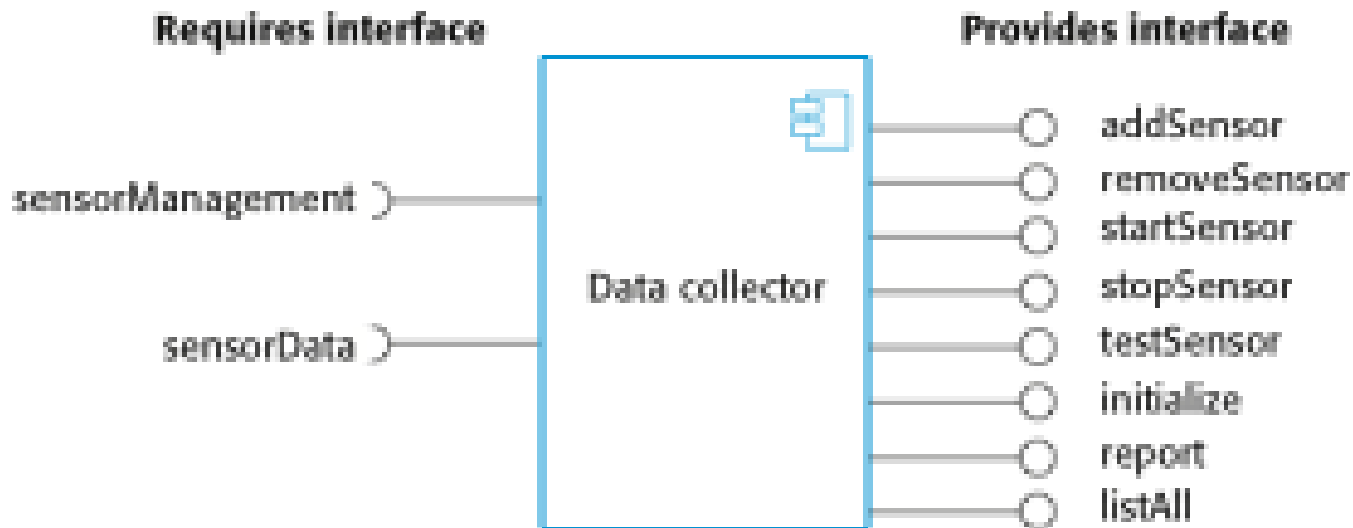 Requires interface
Provides interface
sensorManagement
sensorData
Data collector
addSensor
removeSensor
startSensor
stopSensor
testSensor
initialize
report
listAll